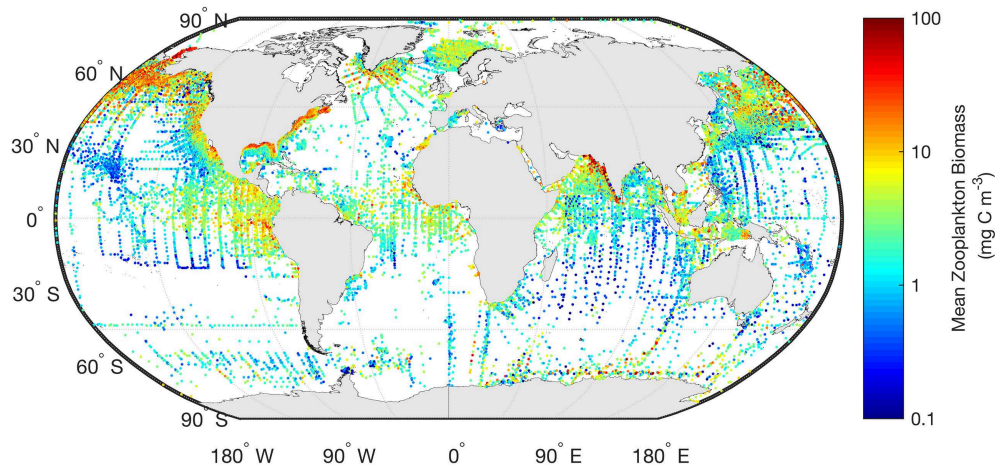 90° N
60° N
30° N
0°
30° S
60° S
90° S
180° W
90° W
0°
90° E
180° E
100
10
1
0.1
Mean Zooplankton Biomass
(mg C m⁻³)